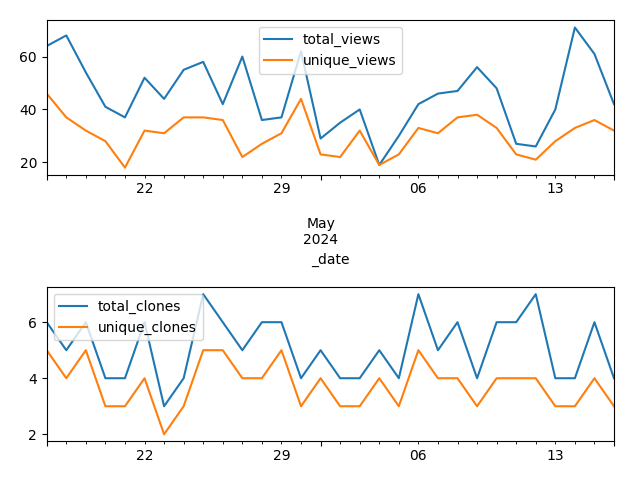 total_views
unique_views
60
40
20
22
29
06
13
May
2024
_date
total_clones
unique_clones
6
4
2
22
29
06
13